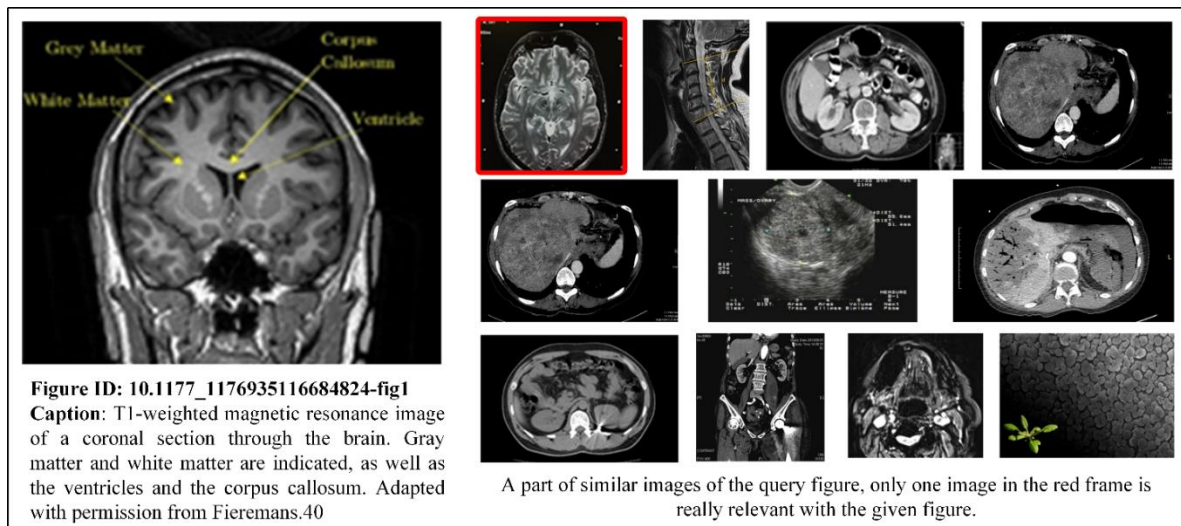 Grey Matter
Corpus
Callosum
White Matter
Ventricle
Figure ID: 10.1177_1176935116684824-fig1
Caption: T1-weighted magnetic resonance image
of a coronal section through the brain. Gray
matter and white matter are indicated, as well as
the ventricles and the corpus callosum. Adapted
with permission from Fieremans.40
MASS/OVARY
A part of similar images of the query figure, only one image in the red frame is
really relevant with the given figure.